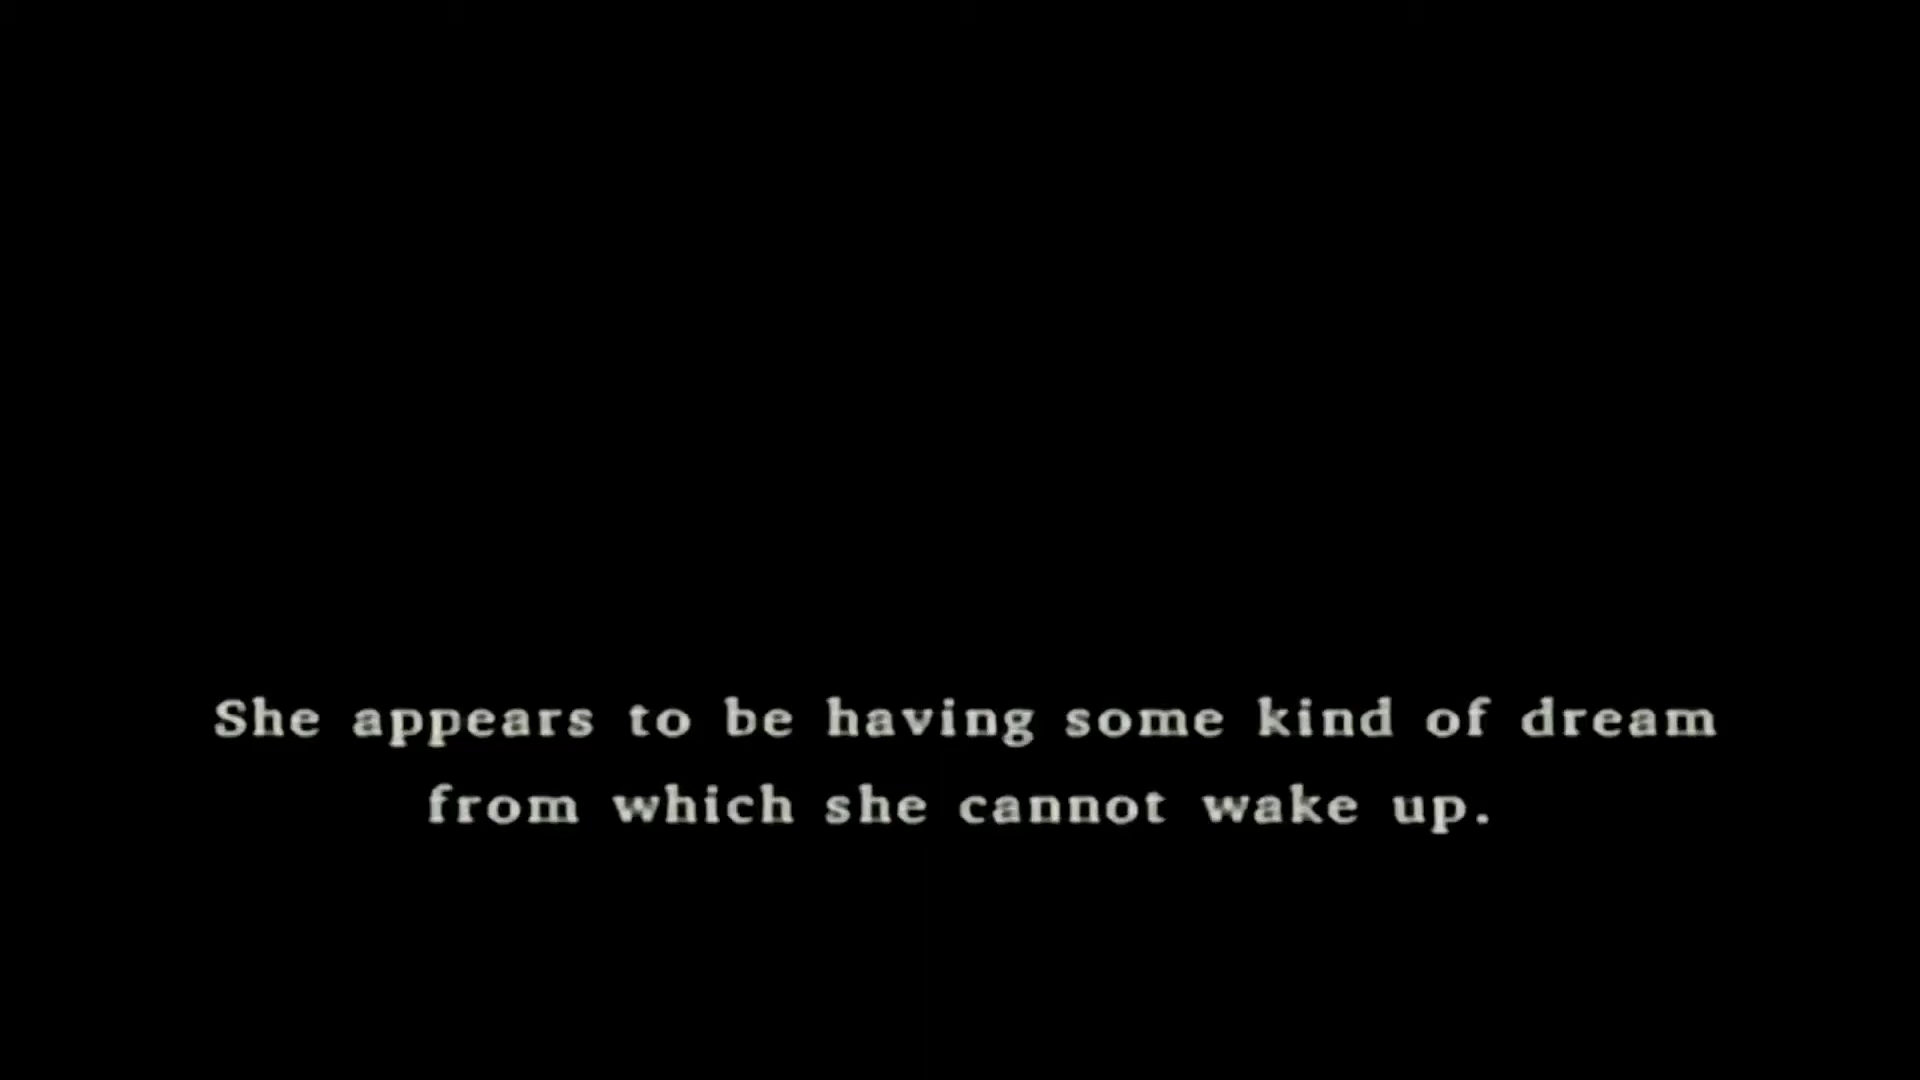 She appears to be having some kind of dream
from which she cannot wake up.